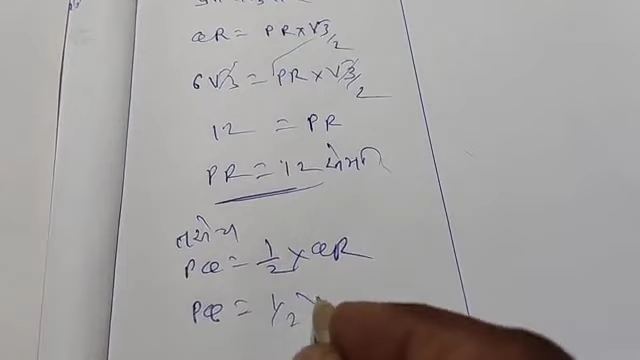 QR = PR × √3/2
6√3 = PR × √3/2
12 = PR
PR = 12 સેમી
તથા
PQ = 1/2 × QR
PQ = 1/2